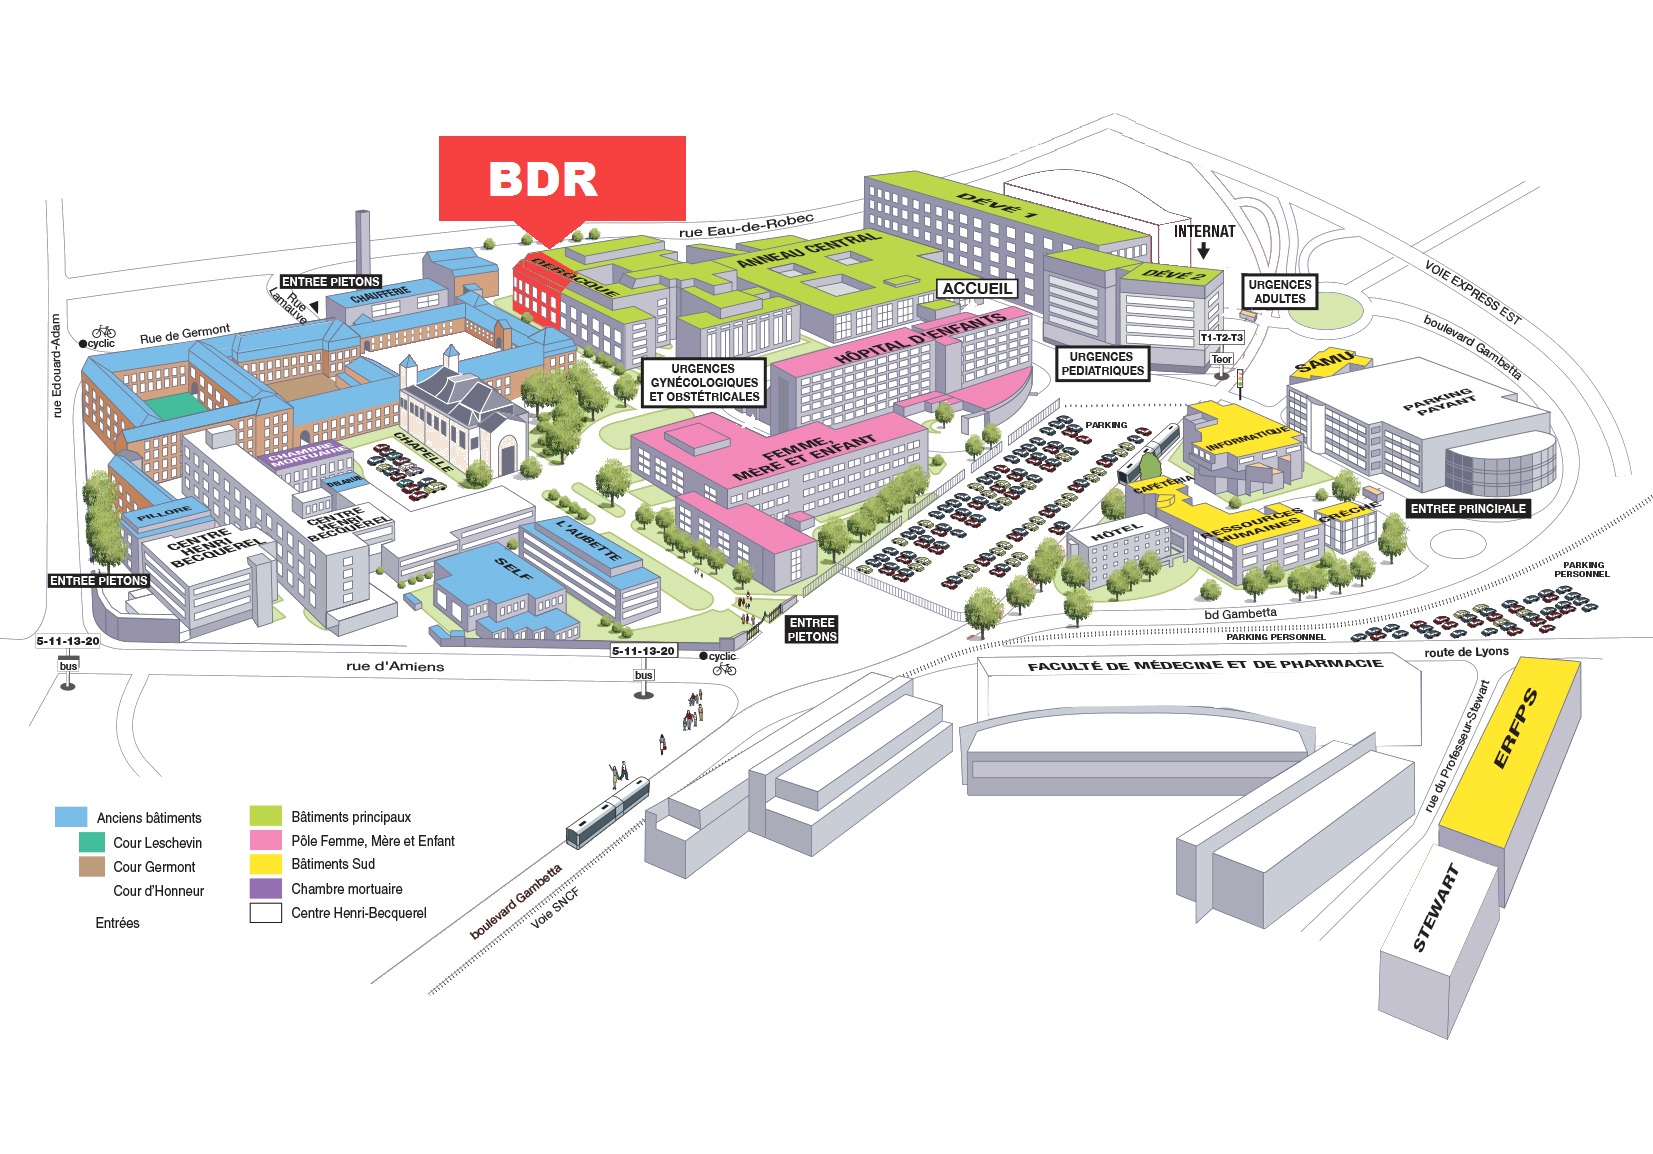 BDR
rue Eau-de-Robec
DÉVÉ 1
INTERNAT
DEROCQUE
ANNEAU CENTRAL
DÉVÉ 2
VOIE EXPRESS EST
ENTREE PIETONS
CHAUFFERIE
Rue
Lamauve
ACCUEIL
URGENCES
ADULTES
cyclic
Rue de Germont
rue Edouard-Adam
HÔPITAL D'ENFANTS
T1-T2-T3
Teor
boulevard Gambetta
URGENCES
GYNÉCOLOGIQUES
ET OBSTÉTRICALES
URGENCES
PEDIATRIQUES
SAMU
PARKING
PAYANT
CHAPELLE
CHAMBRE
MORTUAIRE
FEMME,
MÈRE ET ENFANT
PARKING
INFORMATIQUE
DELARUE
CAFÉTÉRIA
PILLORE
CENTRE
HENRI
BECQUEREL
CENTRE
HENRI
BECQUEREL
L'AUBETTE
SELF
HOTEL
RESSOURCES
HUMAINES
CRÈCHE
ENTREE PRINCIPALE
ENTREE PIETONS
PARKING
PERSONNEL
ENTREE
PIETONS
bd Gambetta
PARKING PERSONNEL
5-11-13-20
bus
5-11-13-20
bus
cyclic
rue d'Amiens
route de Lyons
FACULTÉ DE MÉDECINE ET DE PHARMACIE
rue du Professeur-Stewart
ERFPS
STEWART
boulevard Gambetta
Voie SNCF
Anciens bâtiments
Cour Leschevin
Cour Germont
Cour d'Honneur
Entrées
Bâtiments principaux
Pôle Femme, Mère et Enfant
Bâtiments Sud
Chambre mortuaire
Centre Henri-Becquerel